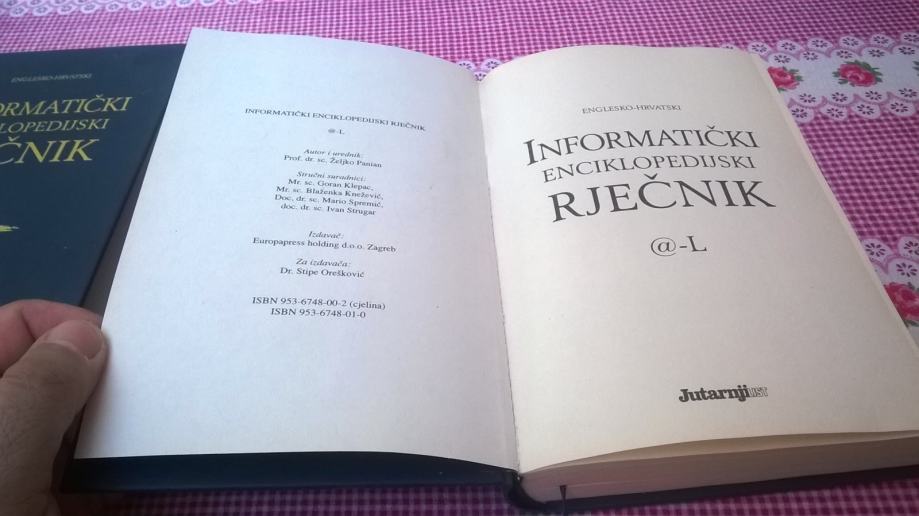 ENGLESKO-HRVATSKI
ENCIKLOPEDIJSKI
INFORMATIČKI ENCIKLOPEDIJSKI RJEČNIK
@-L
Autor i urednik:
Prof. dr. sc. Željko Panian
Stručni suradnici:
Mr. sc. Goran Klepac,
Mr. sc. Blaženka Knežević,
Doc. dr. sc. Mario Spremić,
doc. dr. sc. Ivan Strugar
Izdavač:
Europapress holding d.o.o. Zagreb
Za izdavača:
Dr. Stipe Orešković
ISBN 953-6748-00-2 (cjelina)
ISBN 953-6748-01-0
ENGLESKO-HRVATSKI
INFORMATIČKI
ENCIKLOPEDIJSKI
RJEČNIK
@-L
Jutarnji LIST